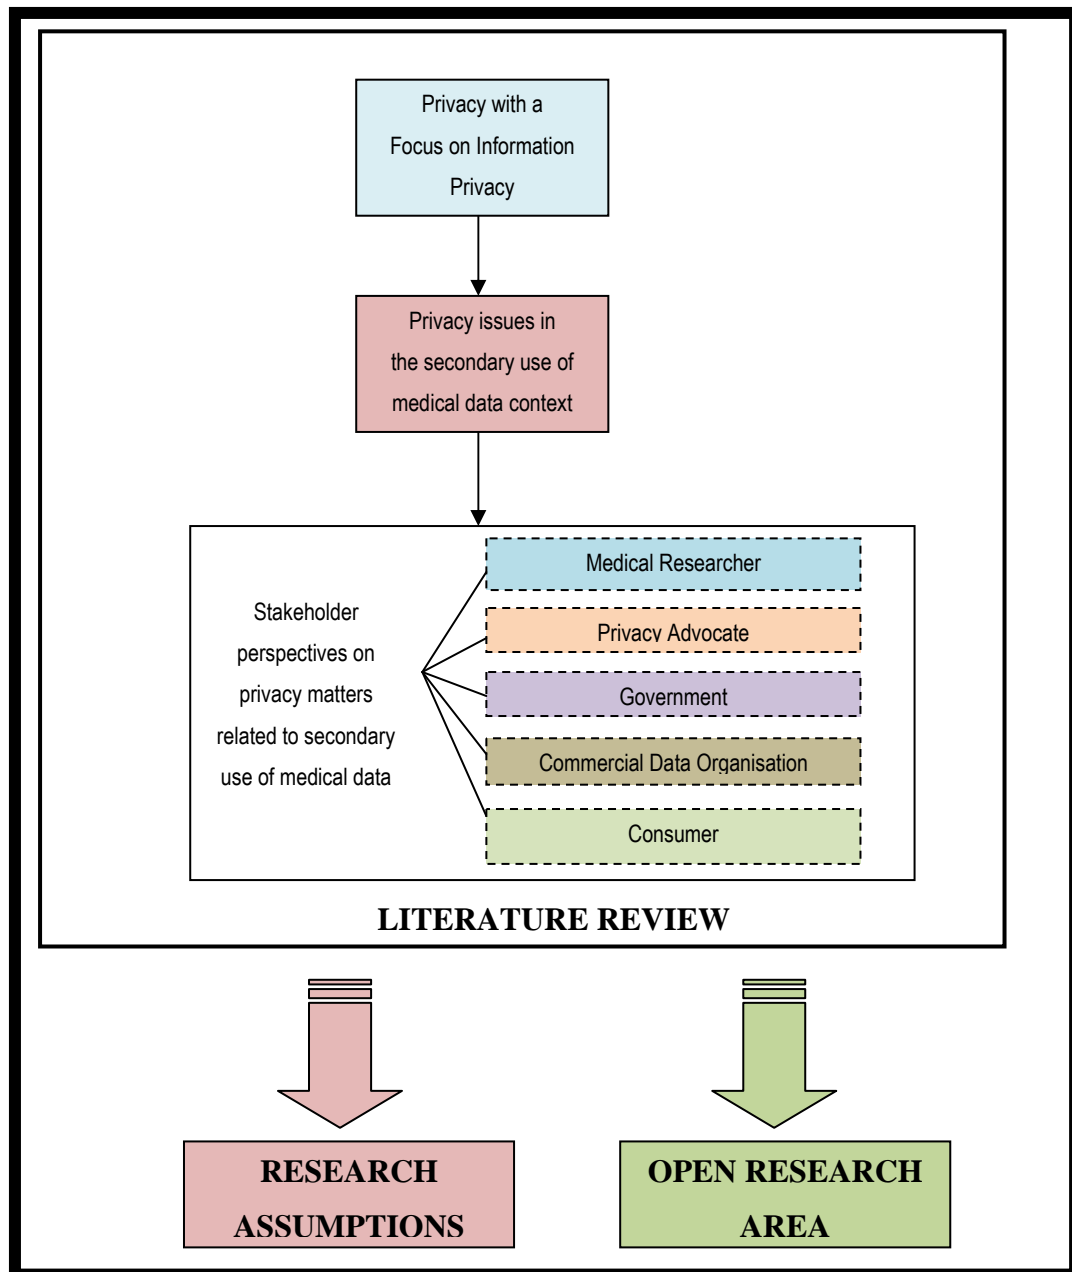 Privacy with a
Focus on Information
Privacy
Privacy issues in
the secondary use of
medical data context
Stakeholder
perspectives on
privacy matters
related to secondary
use of medical data
Medical Researcher
Privacy Advocate
Government
Commercial Data Organisation
Consumer
LITERATURE REVIEW
RESEARCH
ASSUMPTIONS
OPEN RESEARCH
AREA